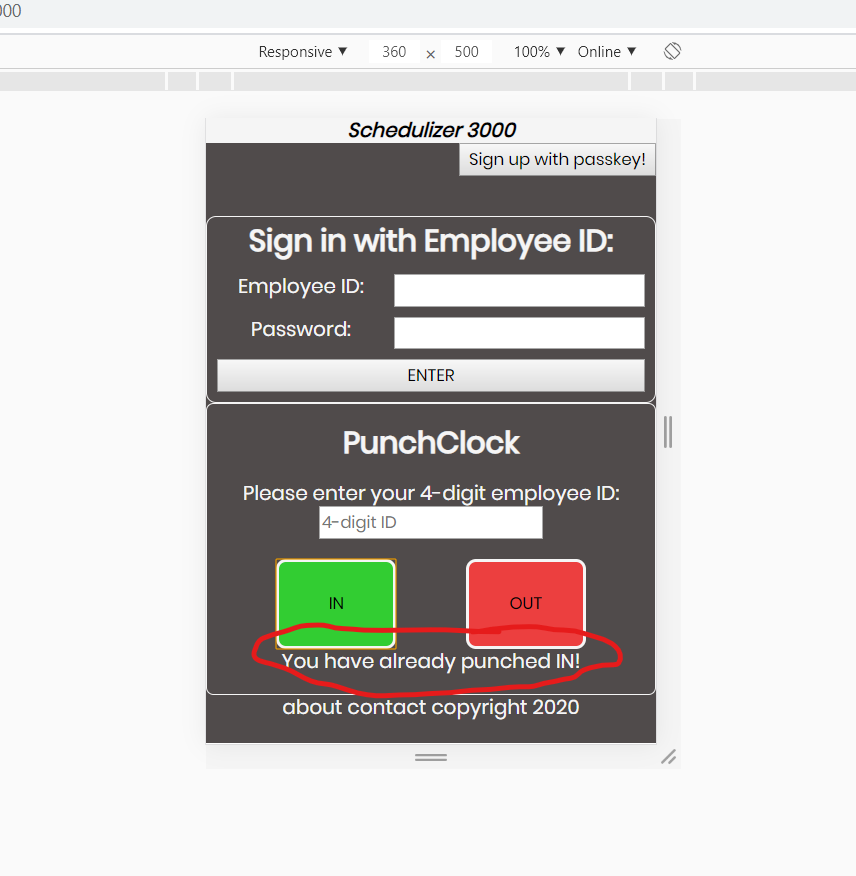 000
Responsive ▼ 360 × 500 100% ▼ Online ▼
Schedulizer 3000
Sign up with passkey!
Sign in with Employee ID:
Employee ID:
Password:
ENTER
PunchClock
Please enter your 4-digit employee ID:
4-digit ID
IN OUT
You have already punched IN!
about contact copyright 2020